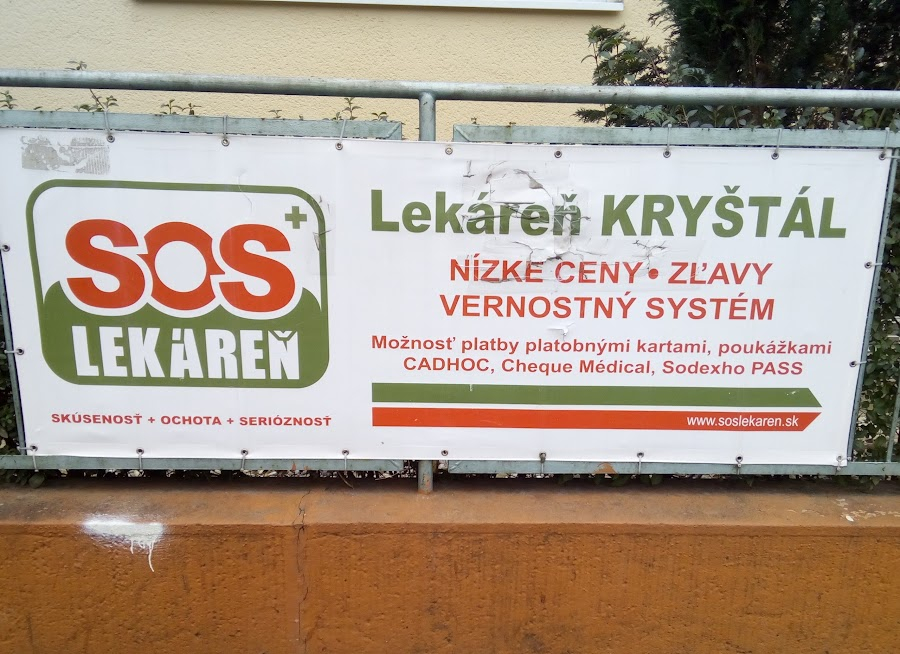 SOS+
LEKÁREŇ
SKÚSENOSŤ + OCHOTA + SERIÓZNOSŤ
Lekáreň KRYŠTÁL
NÍZKE CENY • ZĽAVY
VERNOSTNÝ SYSTÉM
Možnosť platby platobnými kartami, poukážkami
CADHOC, Cheque Médical, Sodexho PASS
www.soslekaren.sk